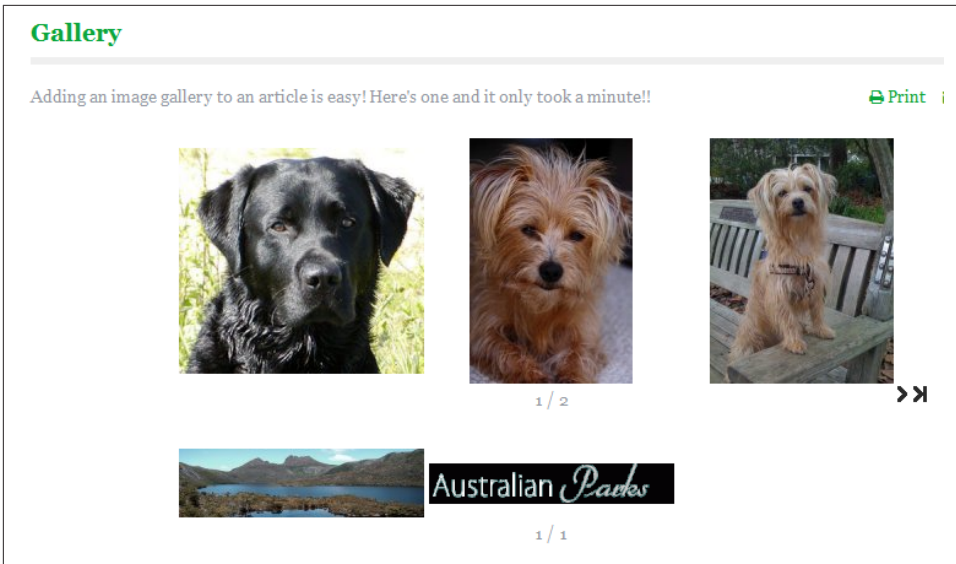 Gallery
Adding an image gallery to an article is easy! Here's one and it only took a minute!!
Print
1 / 2
Australian Parks
1 / 1